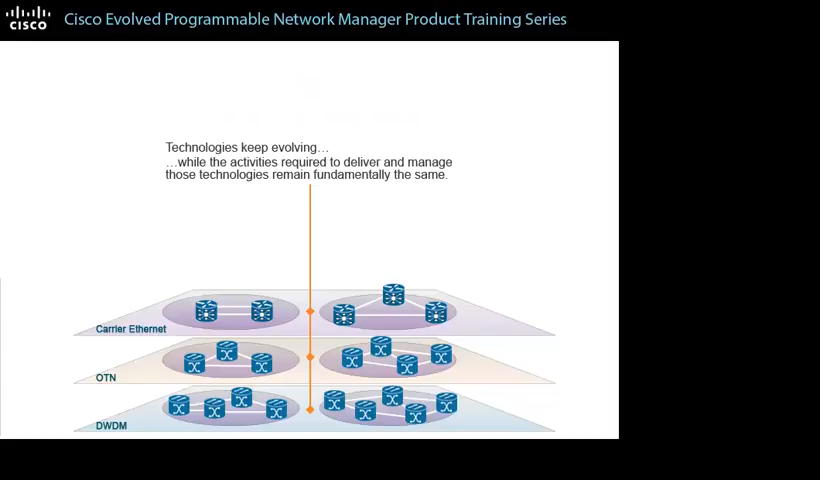 CISCO
Cisco Evolved Programmable Network Manager Product Training Series
Technologies keep evolving…
…while the activities required to deliver and manage
those technologies remain fundamentally the same.
Carrier Ethernet
OTN
DWDM